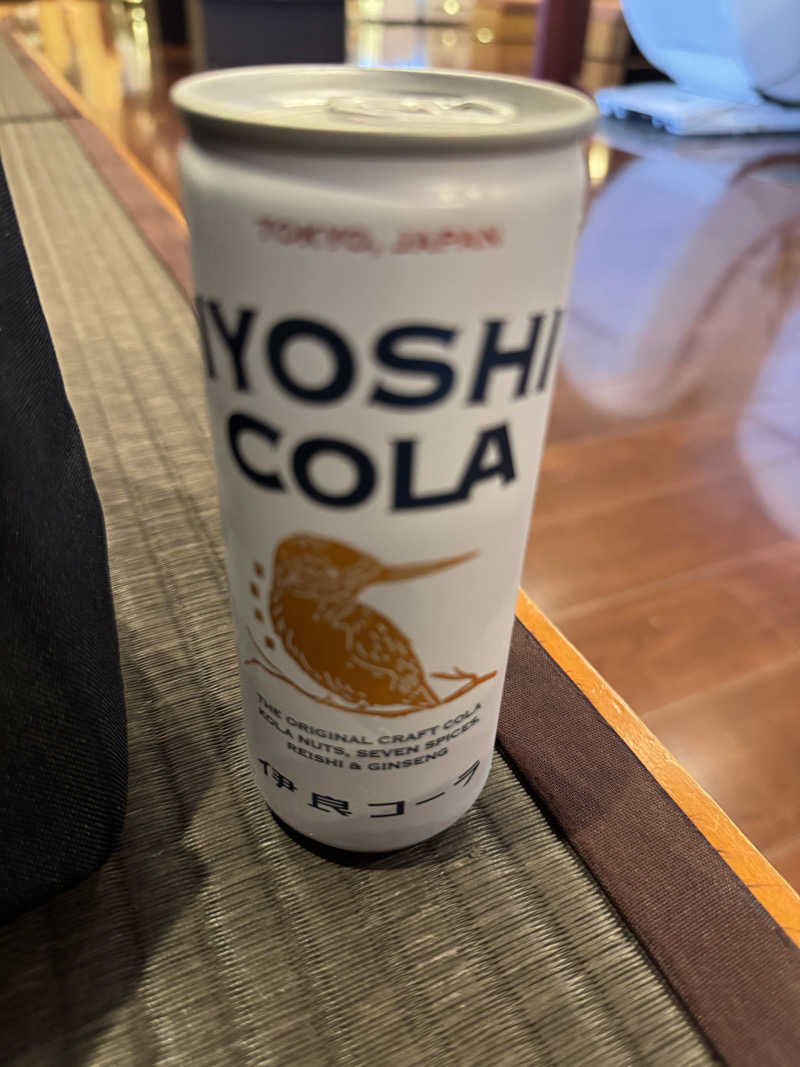 TOKYO, JAPAN
IYOSHI
COLA
THE ORIGINAL CRAFT COLA
KOLA NUTS, SEVEN SPICES,
REISHI & GINSENG
伊良コーラ